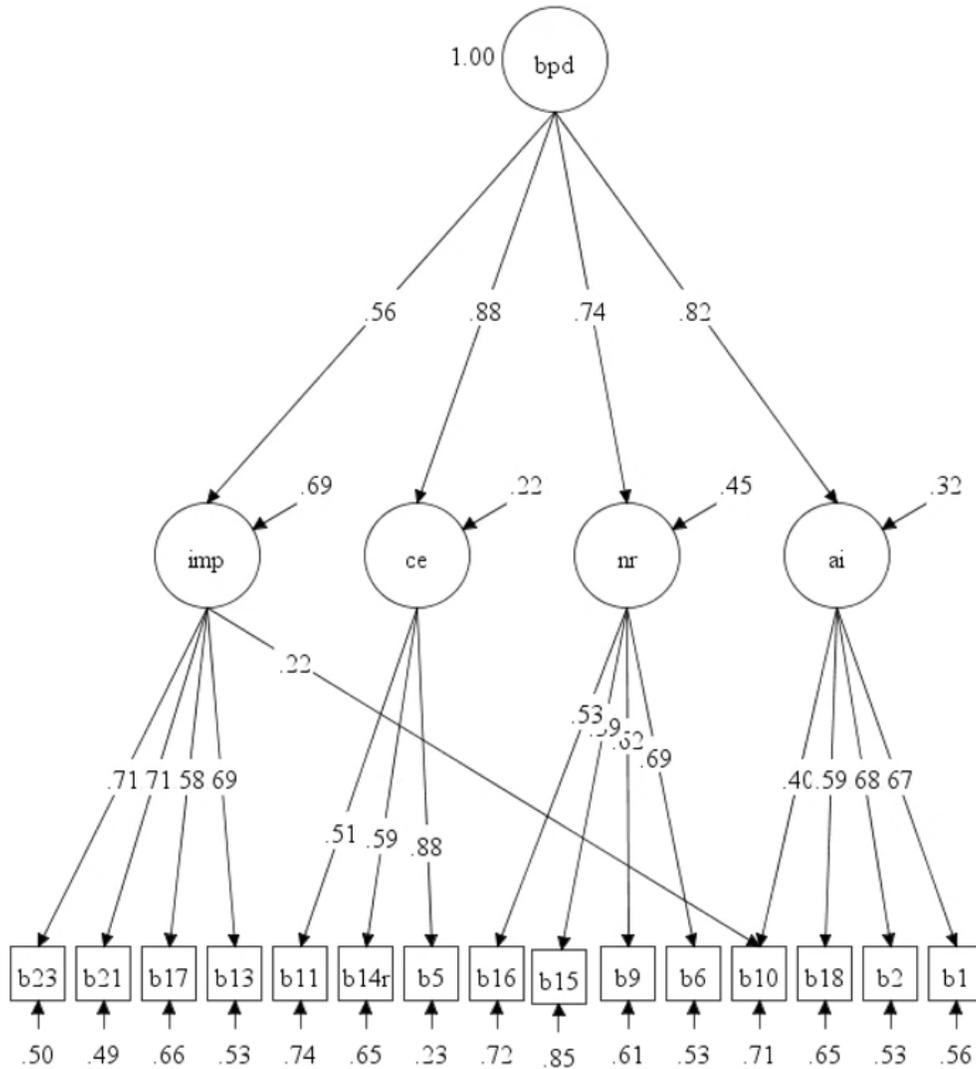 1.00 bpd
.56 .88 .74 .82
.69 .22 .45 .32
imp ce nr ai
.22
.53
.39
.62
.69
.71 71 58 69 .40 .59 68 67
.51 .59 .88
b23 b21 b17 b13 b11 b14r b5 b16 b15 b9 b6 b10 b18 b2 b1
.50 .49 .66 .53 .74 .65 .23 .72 .85 .61 .53 .71 .65 .53 .56